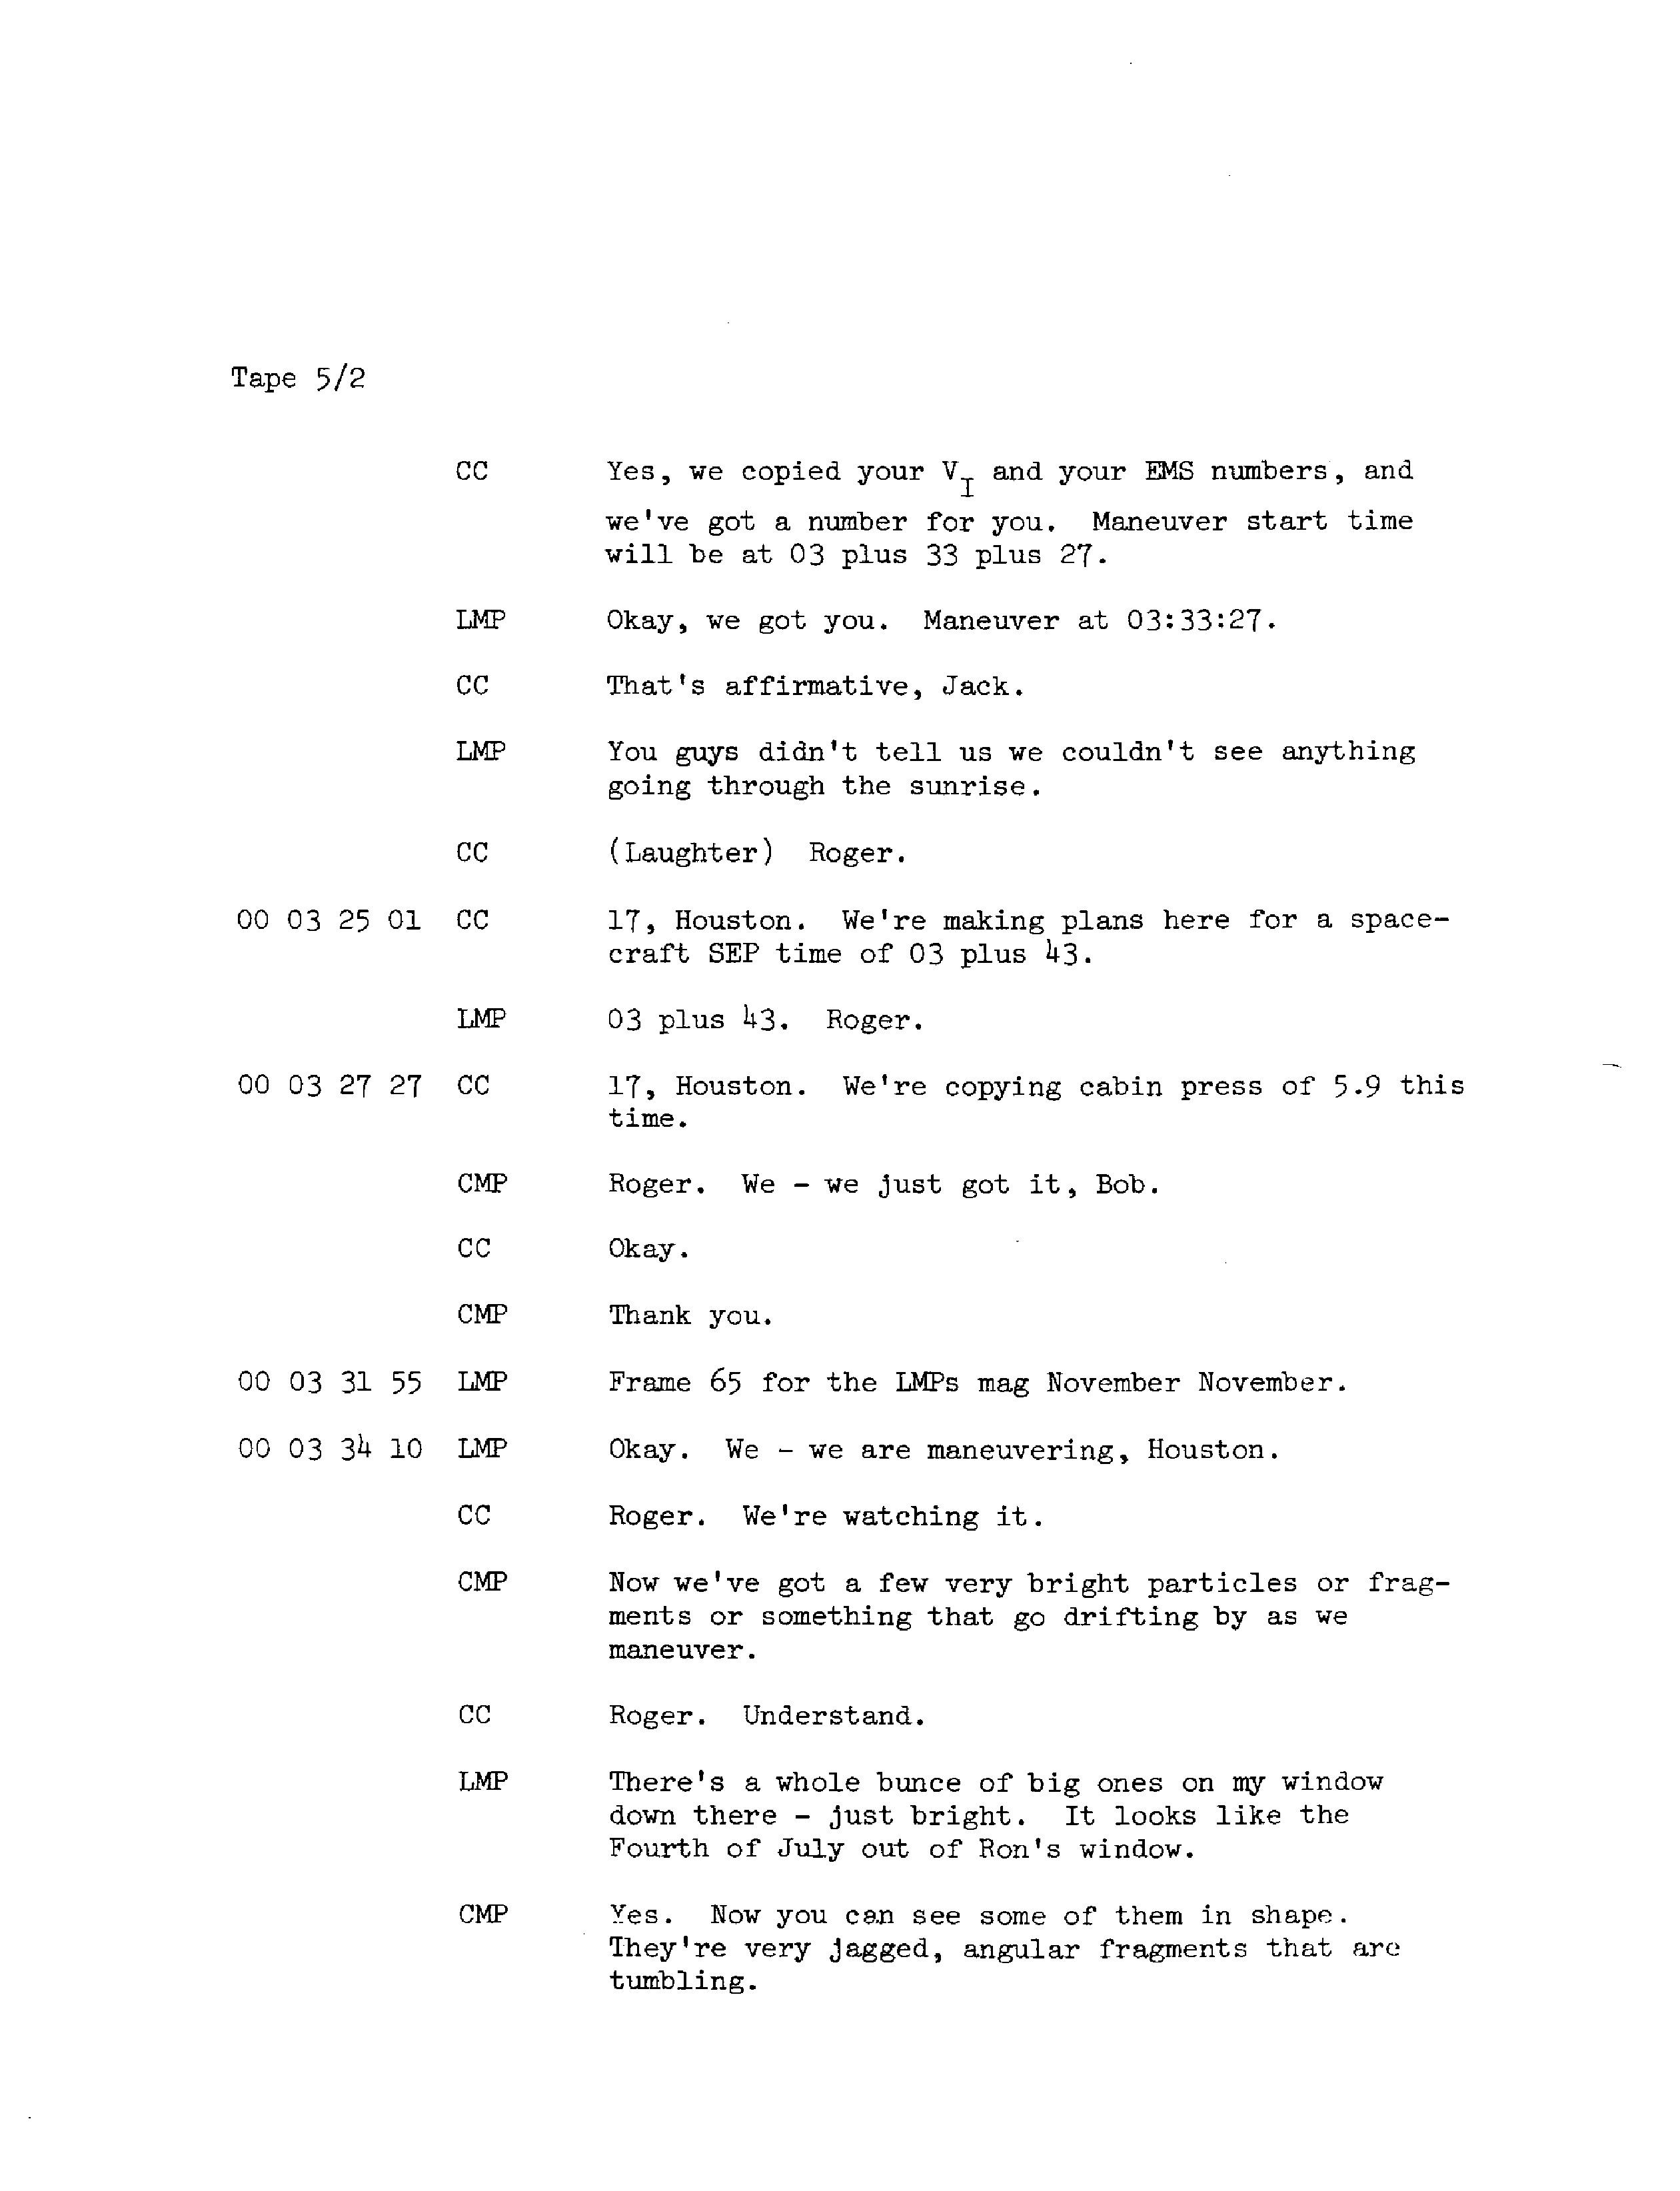 Tape 5/2
CC Yes, we copied your V_I and your EMS numbers, and
we've got a number for you. Maneuver start time
will be at 03 plus 33 plus 27.
LMP Okay, we got you. Maneuver at 03:33:27.
CC That's affirmative, Jack.
LMP You guys didn't tell us we couldn't see anything
going through the sunrise.
CC (Laughter) Roger.
00 03 25 01 CC 17, Houston. We're making plans here for a space-
craft SEP time of 03 plus 43.
LMP 03 plus 43. Roger.
00 03 27 27 CC 17, Houston. We're copying cabin press of 5.9 this
time.
CMP Roger. We - we just got it, Bob.
CC Okay.
CMP Thank you.
00 03 31 55 LMP Frame 65 for the LMPs mag November November.
00 03 34 10 LMP Okay. We - we are maneuvering, Houston.
CC Roger. We're watching it.
CMP Now we've got a few very bright particles or frag-
ments or something that go drifting by as we
maneuver.
CC Roger. Understand.
LMP There's a whole bunce of big ones on my window
down there - just bright. It looks like the
Fourth of July out of Ron's window.
CMP Yes. Now you can see some of them in shape.
They're very jagged, angular fragments that are
tumbling.